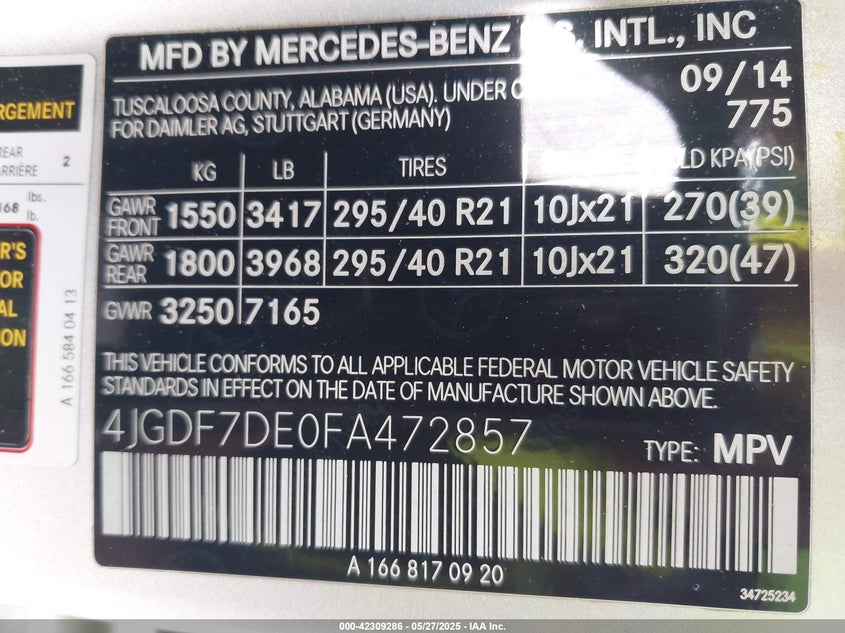 MFD BY MERCEDES-BENZ INTL., INC
TUSCALOOSA COUNTY, ALABAMA (USA). UNDER
FOR DAIMLER AG, STUTTGART (GERMANY)
09/14
775
KG LB TIRES KPA(PSI)
GAWR FRONT 1550 3417 295/40 R21 10Jx21 270(39)
GAWR REAR 1800 3968 295/40 R21 10Jx21 320(47)
GVWR 3250 7165
THIS VEHICLE CONFORMS TO ALL APPLICABLE FEDERAL MOTOR VEHICLE SAFETY
STANDARDS IN EFFECT ON THE DATE OF MANUFACTURE SHOWN ABOVE.
4JGDF7DE0FA472857
TYPE: MPV
A 166 817 09 20
34725234
2
lbs.
lb.
A 166 584 04 13
000-42309286 - 05/27/2025 - IAA Inc.